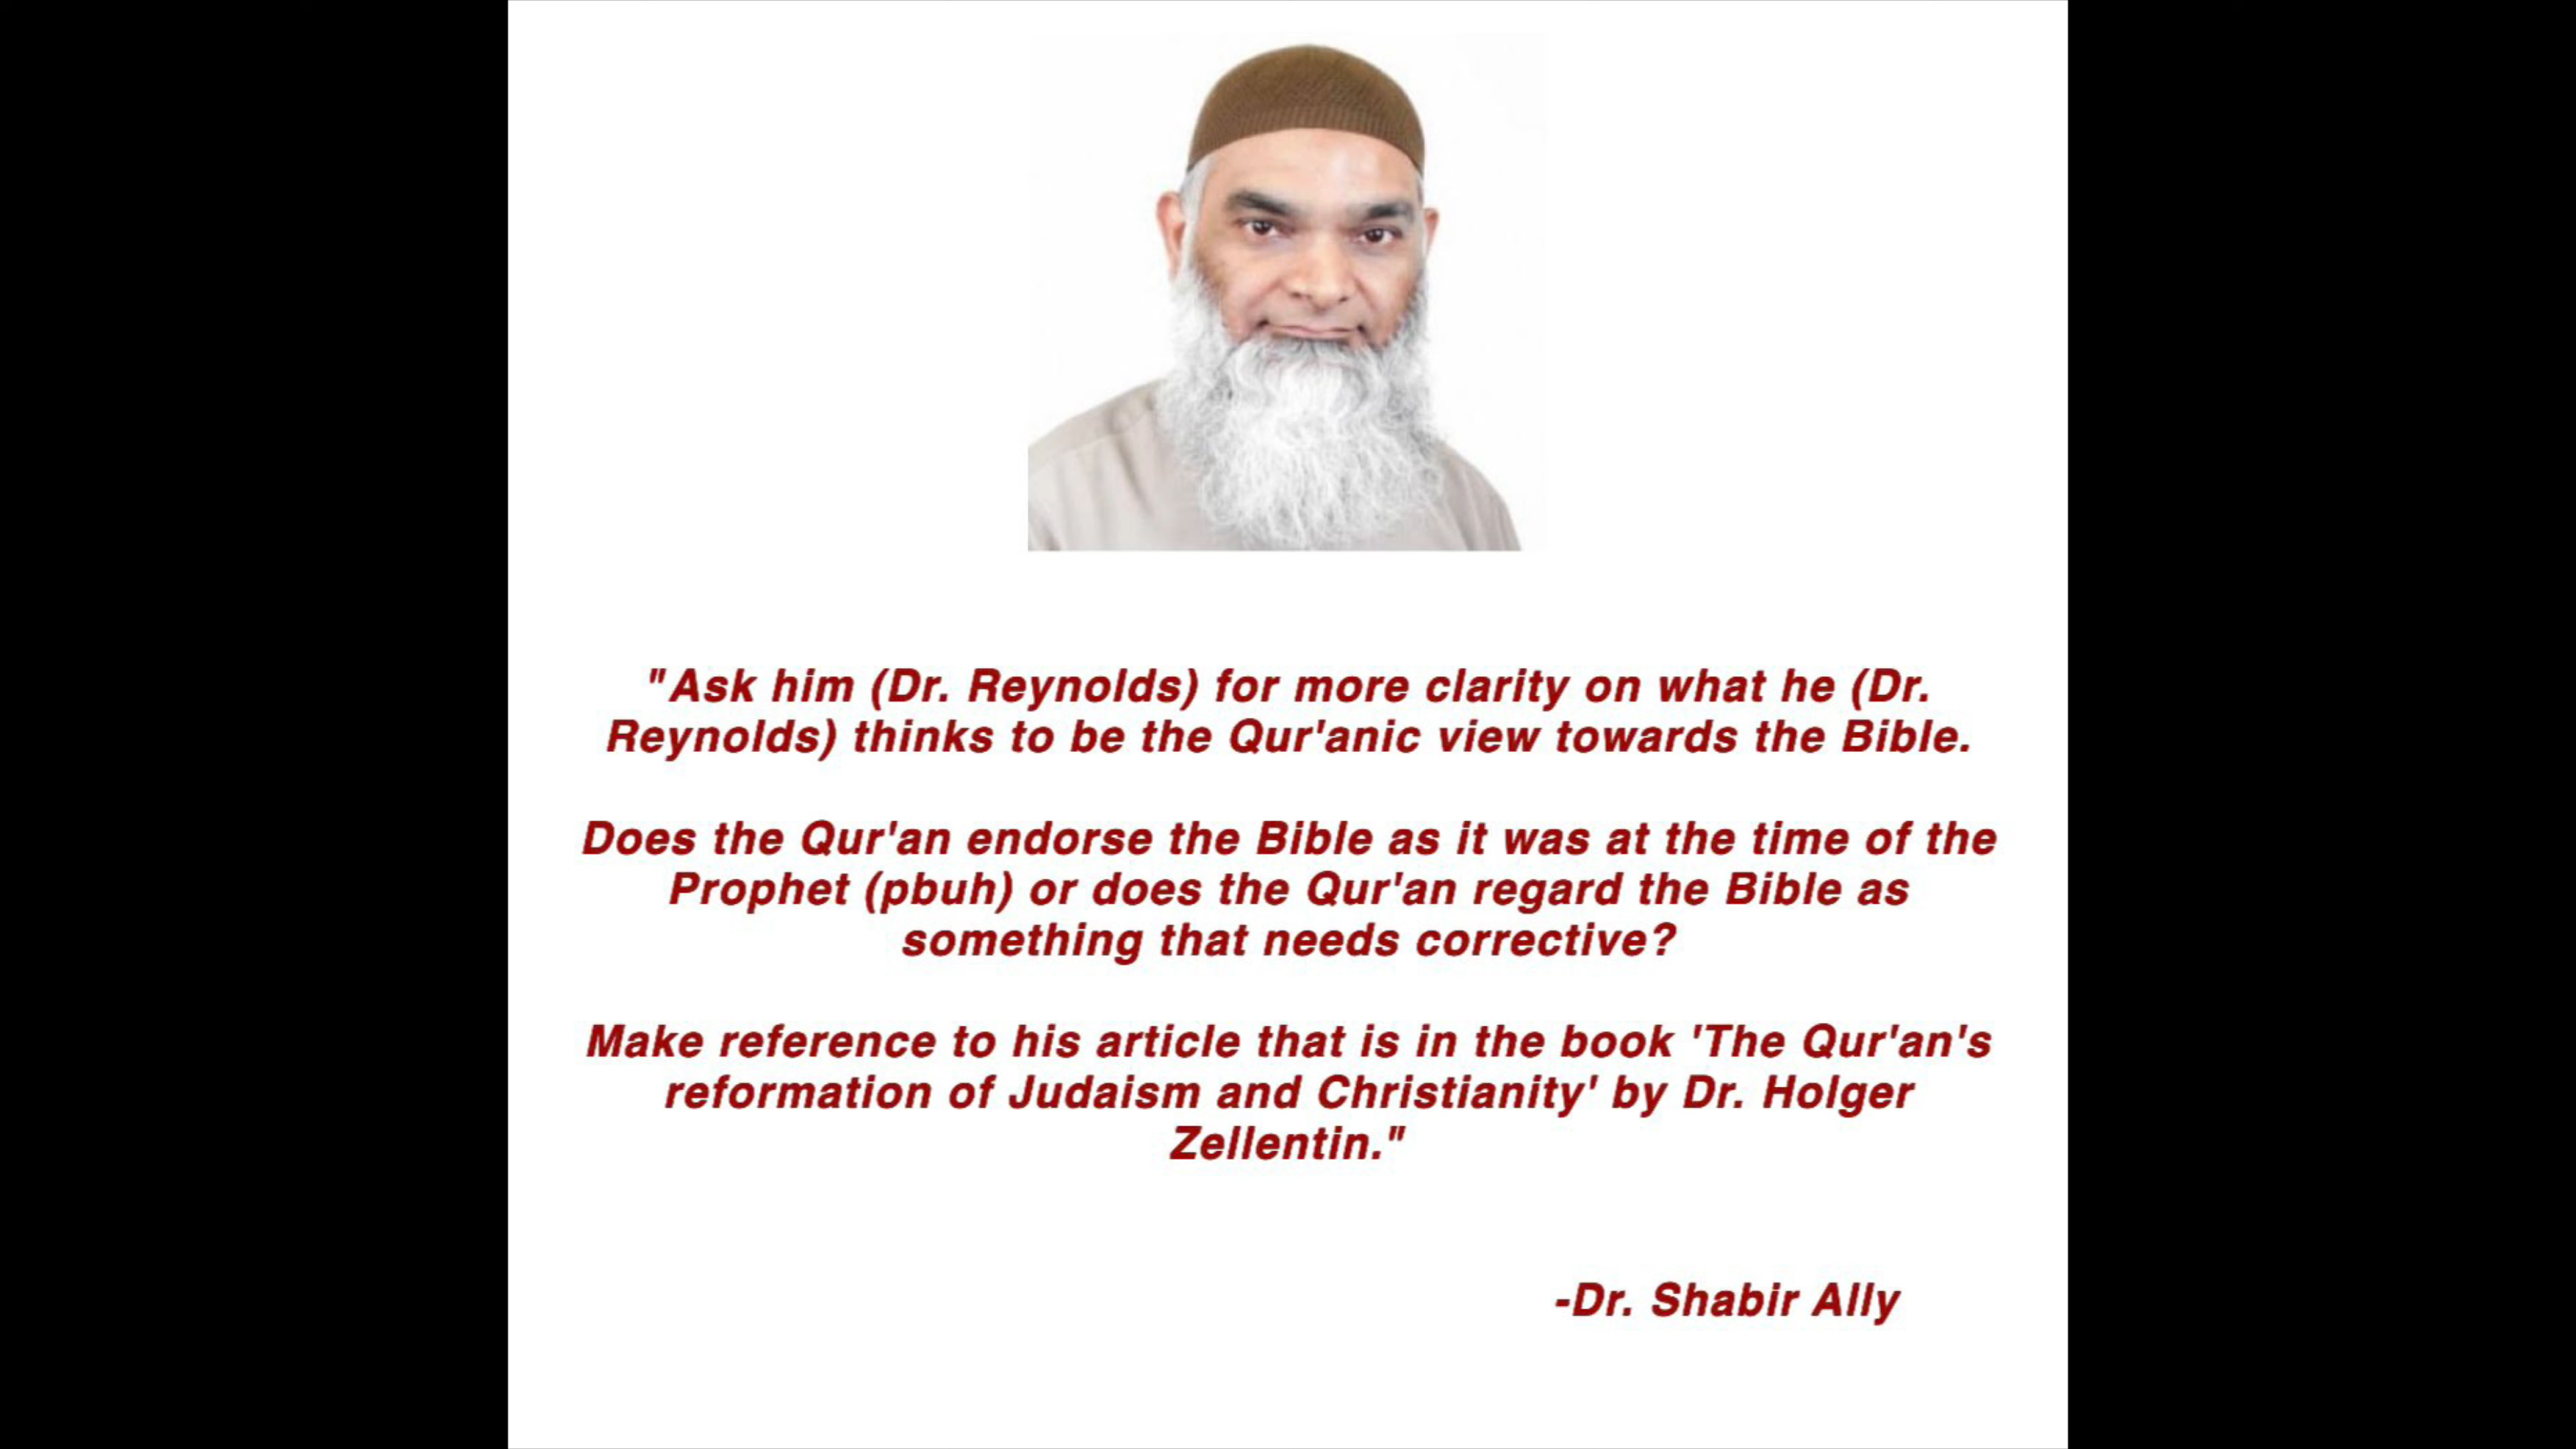 "Ask him (Dr. Reynolds) for more clarity on what he (Dr.
Reynolds) thinks to be the Qur'anic view towards the Bible.
Does the Qur'an endorse the Bible as it was at the time of the
Prophet (pbuh) or does the Qur'an regard the Bible as
something that needs corrective?
Make reference to his article that is in the book 'The Qur'an's
reformation of Judaism and Christianity' by Dr. Holger
Zellentin."
-Dr. Shabir Ally